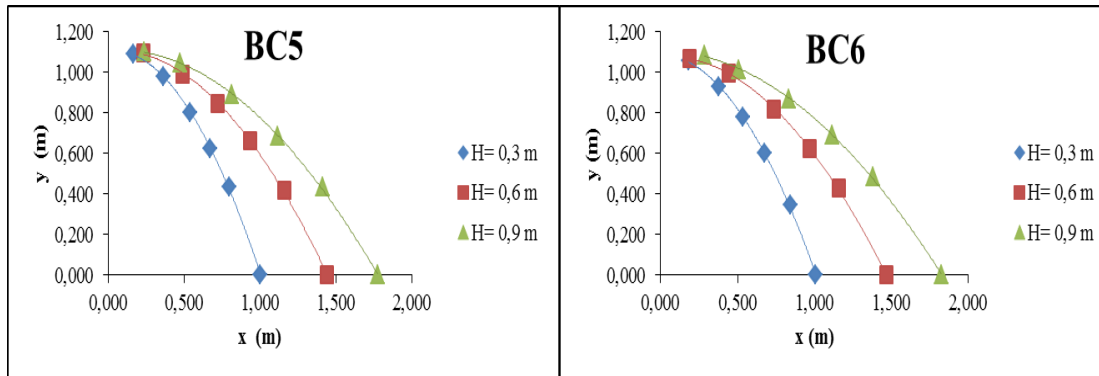 BC5
1,200
1,000
0,800
0,600
0,400
0,200
0,000
y (m)
0,000 0,500 1,000 1,500 2,000
x (m)
H= 0,3 m
H= 0,6 m
H= 0,9 m
BC6
1,200
1,000
0,800
0,600
0,400
0,200
0,000
y (m)
0,000 0,500 1,000 1,500 2,000
x (m)
H= 0,3 m
H= 0,6 m
H= 0,9 m